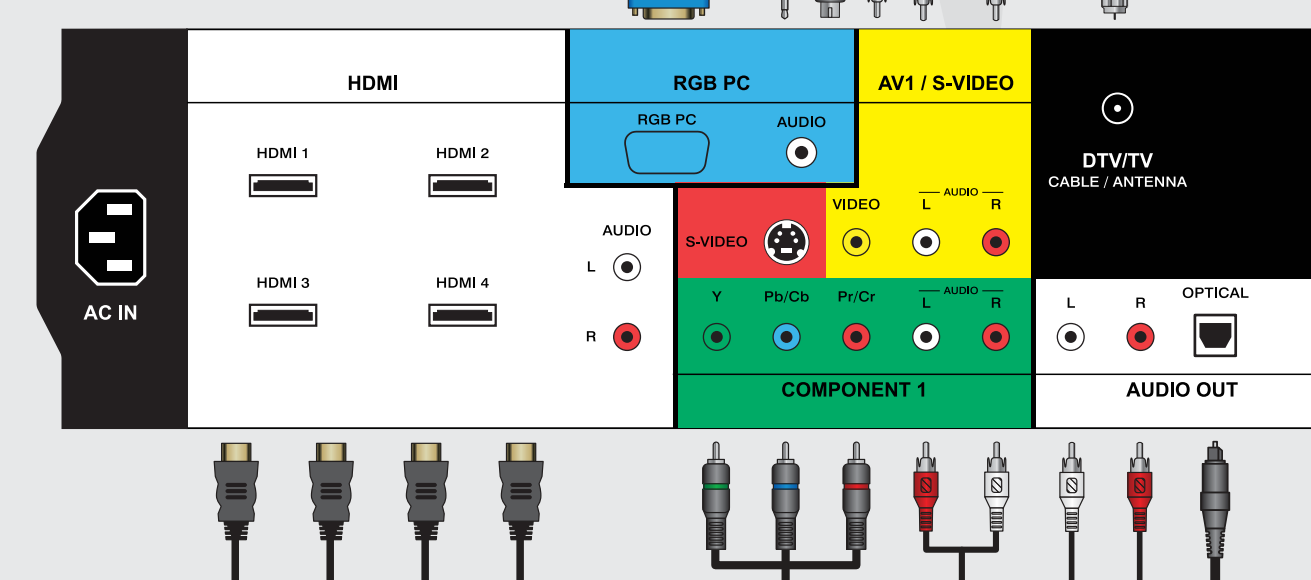 HDMI
RGB PC
AV1 / S-VIDEO
RGB PC
AUDIO
HDMI 1
HDMI 2
DTV/TV
CABLE / ANTENNA
AUDIO
VIDEO
L
R
AUDIO
S-VIDEO
L
HDMI 3
HDMI 4
Y
Pb/Cb
Pr/Cr
AUDIO
L
R
L
R
OPTICAL
AC IN
R
COMPONENT 1
AUDIO OUT